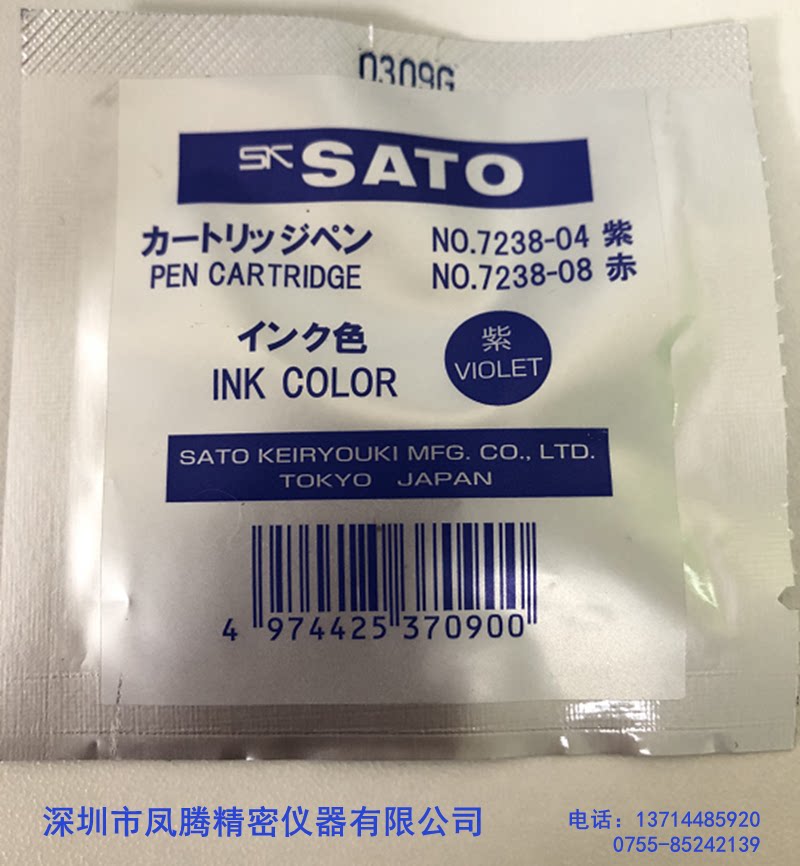 0309G
SK SATO
カートリッジペン NO.7238-04 紫
PEN CARTRIDGE NO.7238-08 赤
インク色 紫
INK COLOR VIOLET
SATO KEIRYOUKI MFG. CO., LTD.
TOKYO JAPAN
4 974425 370900
深圳市凤腾精密仪器有限公司 电话：13714485920
0755-85242139